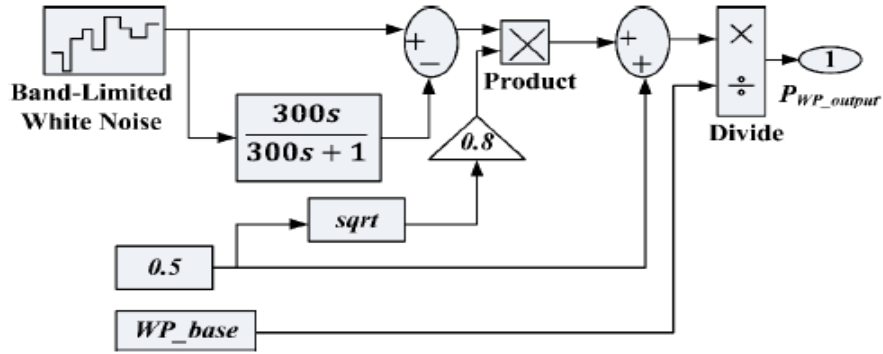 Band-Limited
White Noise
300s
300s + 1
+
−
×
Product
0.8
sqrt
0.5
WP_base
+
+
×
÷
Divide
1
P_WP_output